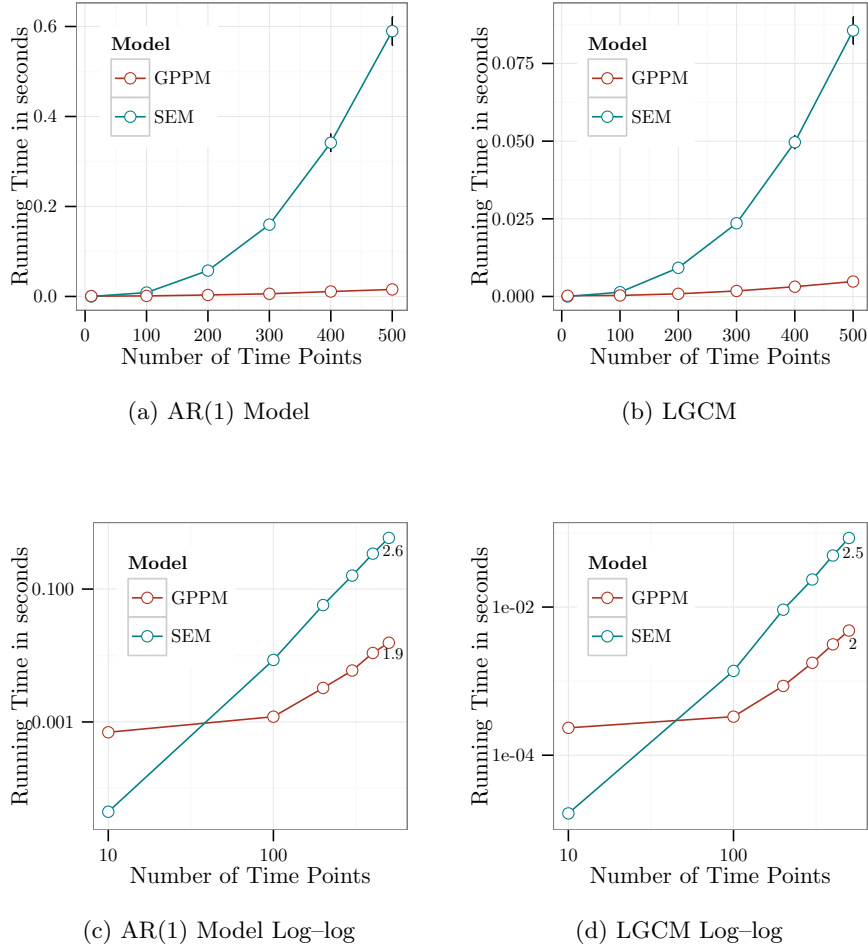 Running Time in seconds
0.6
0.4
0.2
0.0
Model
GPPM
SEM
0 100 200 300 400 500
Number of Time Points
(a) AR(1) Model
Running Time in seconds
0.075
0.050
0.025
0.000
Model
GPPM
SEM
0 100 200 300 400 500
Number of Time Points
(b) LGCM
Running Time in seconds
0.100
0.001
Model
GPPM
SEM
2.6
1.9
10 100
Number of Time Points
(c) AR(1) Model Log–log
Running Time in seconds
1e-02
1e-04
Model
GPPM
SEM
2.5
2
10 100
Number of Time Points
(d) LGCM Log–log